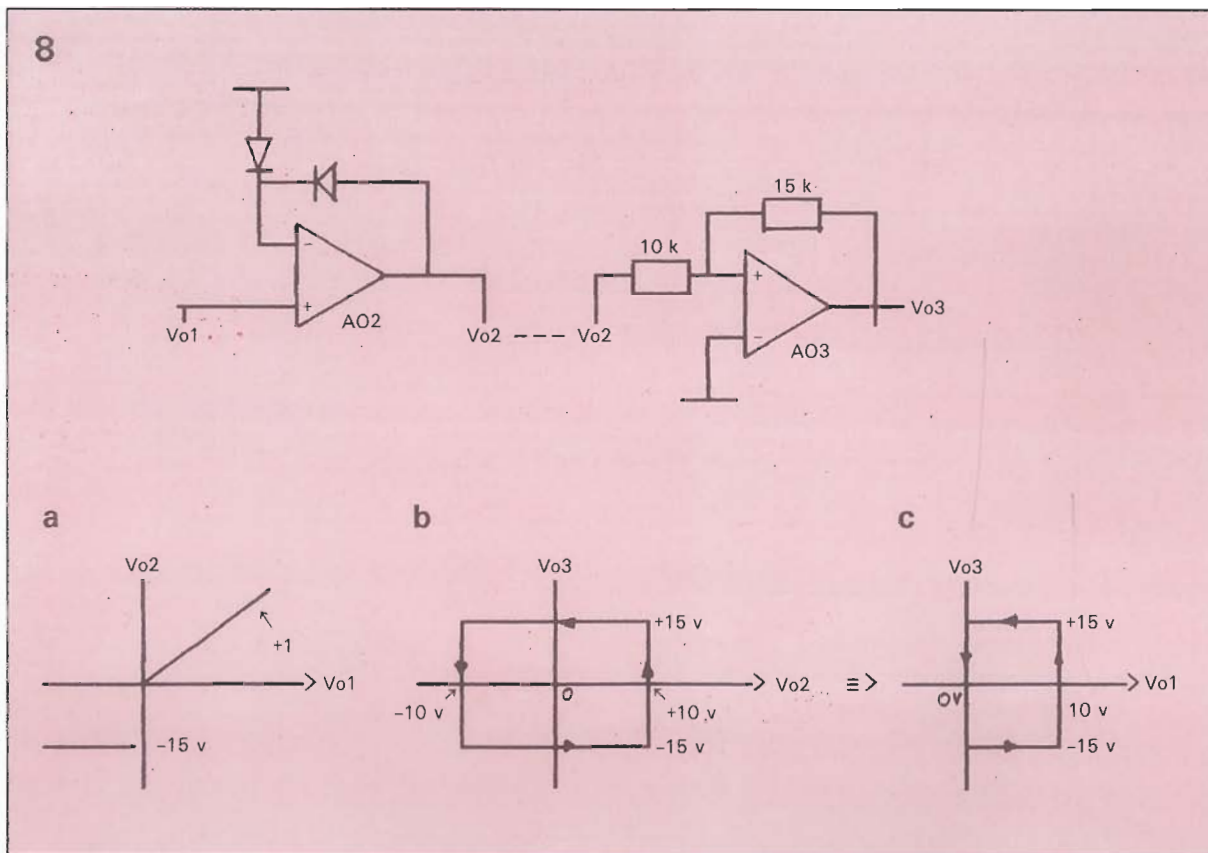 8
15 k
10 k
−
+
Vo1
AO2
Vo2 ---- Vo2
+
−
AO3
Vo3
a
b
c
Vo2
+1
Vo1
−15 v
Vo3
+15 v
−10 v
O
+10 v
Vo2
−15 v
≡>
Vo3
+15 v
OV
10 v
Vo1
−15 v